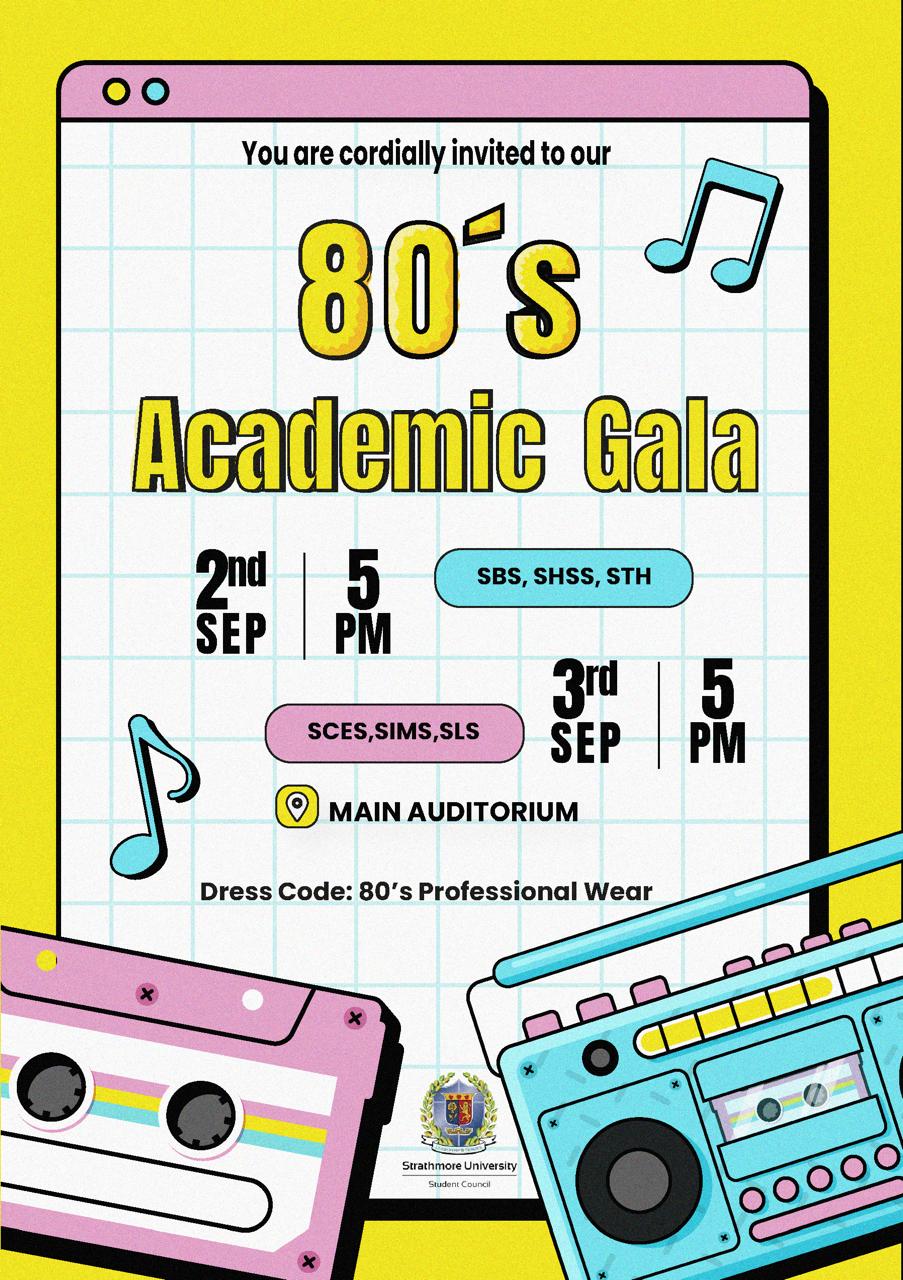 You are cordially invited to our
80´s
Academic Gala
2nd SEP
5 PM
SBS, SHSS, STH
SCES,SIMS,SLS
3rd SEP
5 PM
MAIN AUDITORIUM
Dress Code: 80’s Professional Wear
Strathmore University
Student Council